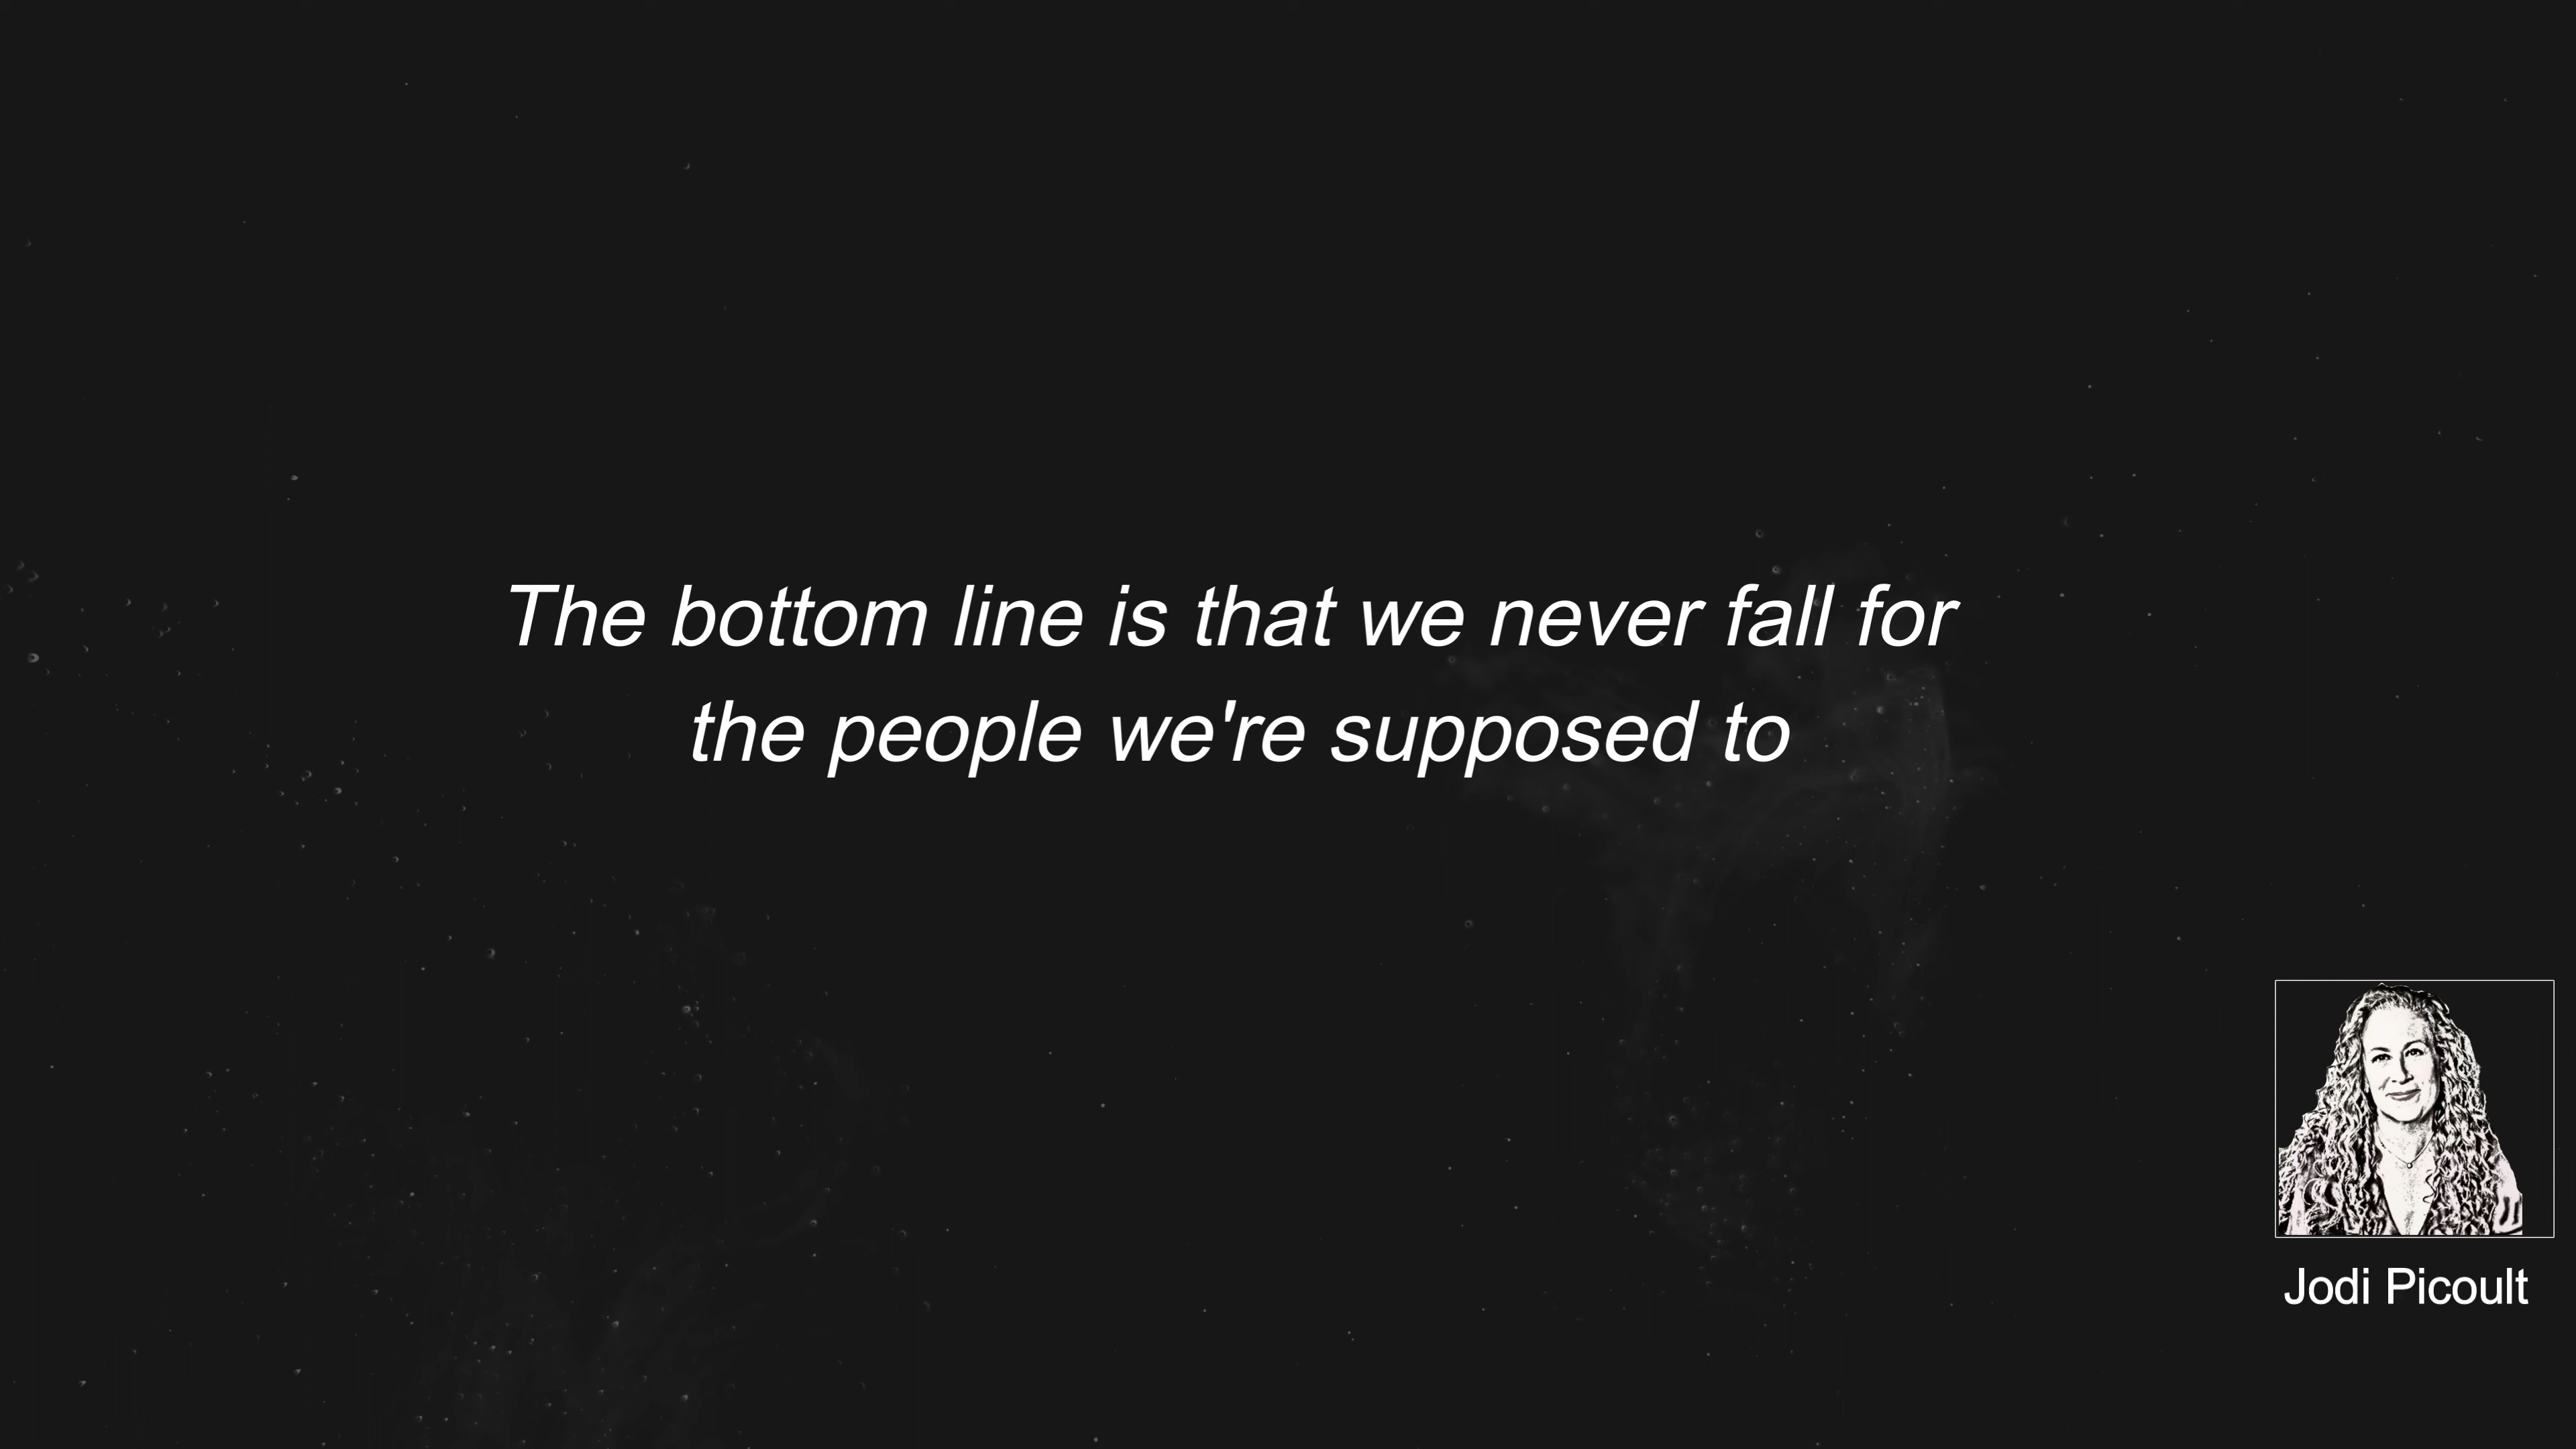 The bottom line is that we never fall for
the people we're supposed to
Jodi Picoult